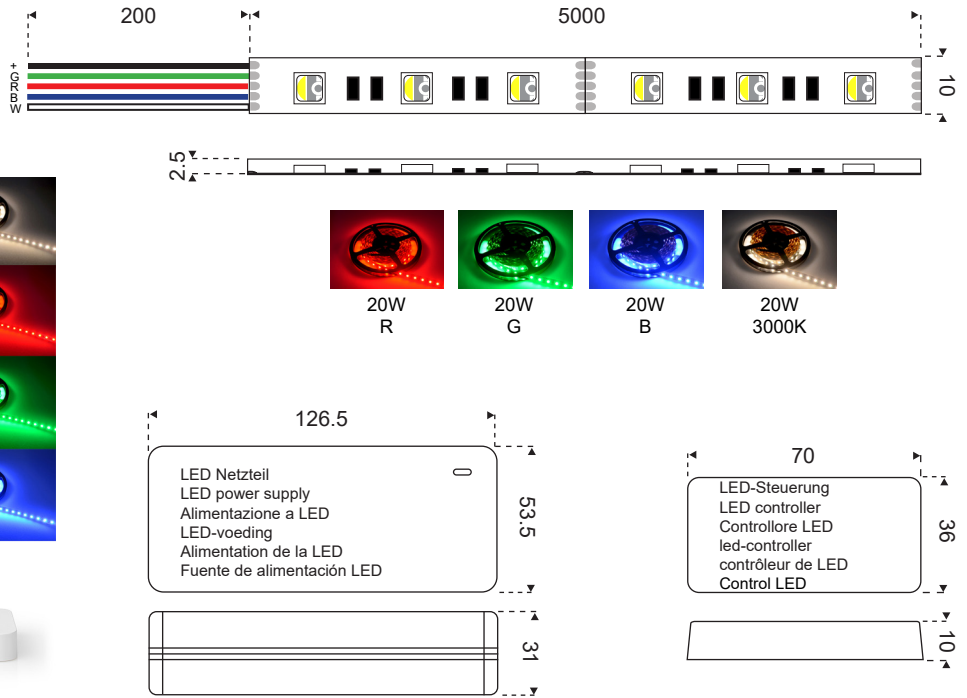 200
5000
+
G
R
B
W
10
2.5
20W
R
20W
G
20W
B
20W
3000K
126.5
LED Netzteil
LED power supply
Alimentazione a LED
LED-voeding
Alimentation de la LED
Fuente de alimentación LED
53.5
31
70
LED-Steuerung
LED controller
Controllore LED
led-controller
contrôleur de LED
Control LED
36
10